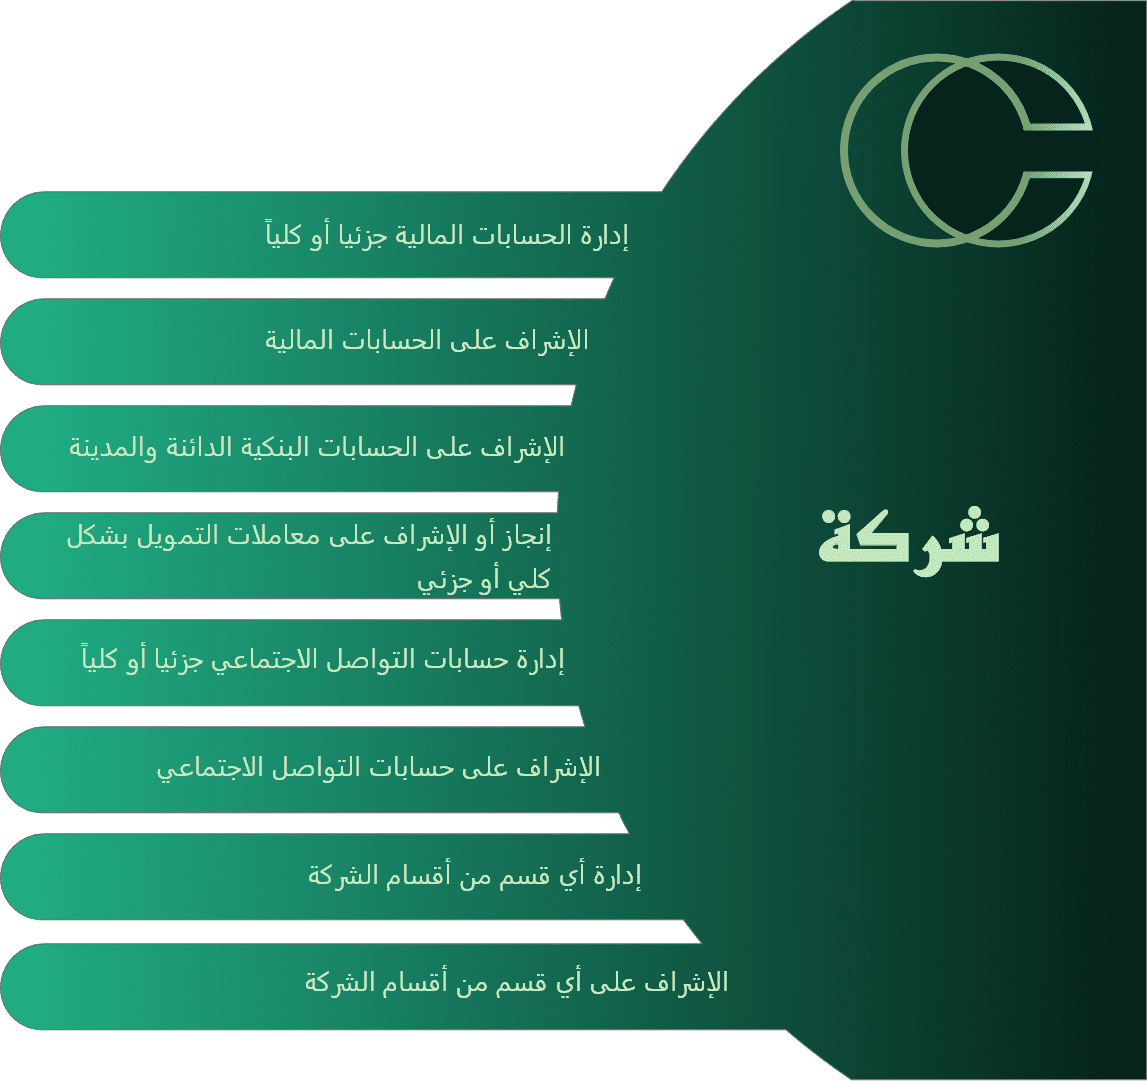 إدارة الحسابات المالية جزئيا أو كلياً
الإشراف على الحسابات المالية
الإشراف على الحسابات البنكية الدائنة والمدينة
إنجاز أو الإشراف على معاملات التمويل بشكل
كلي أو جزئي
إدارة حسابات التواصل الاجتماعي جزئيا أو كلياً
الإشراف على حسابات التواصل الاجتماعي
إدارة أي قسم من أقسام الشركة
الإشراف على أي قسم من أقسام الشركة
شركة